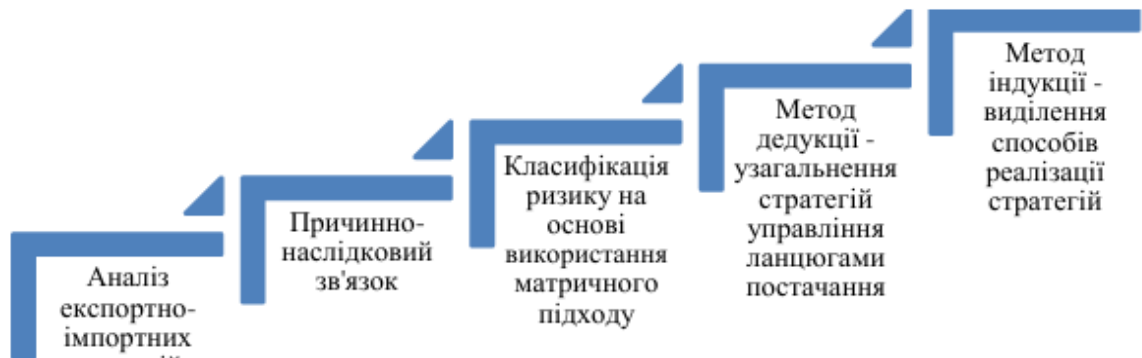 Аналіз
експортно-
імпортних
Причинно-
наслідковий
зв'язок
Класифікація
ризику на
основі
використання
матричного
підходу
Метод
дедукції -
узагальнення
стратегій
управління
ланцюгами
постачання
Метод
індукції -
виділення
способів
реалізації
стратегій